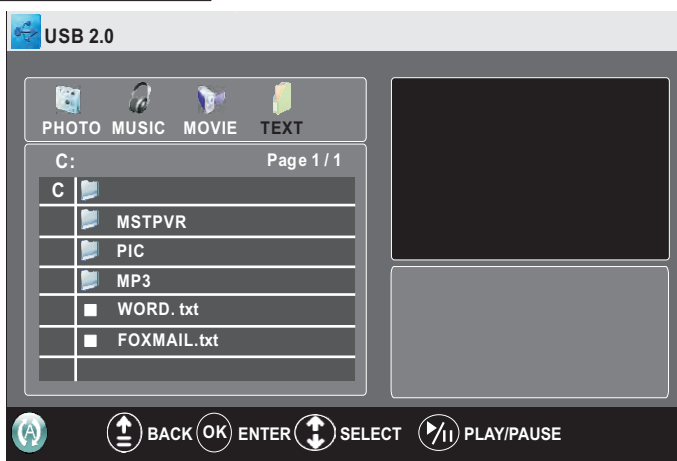 USB 2.0
PHOTO MUSIC MOVIE TEXT
C: Page 1 / 1
C
MSTPVR
PIC
MP3
WORD. txt
FOXMAIL.txt
A BACK OK ENTER SELECT PLAY/PAUSE